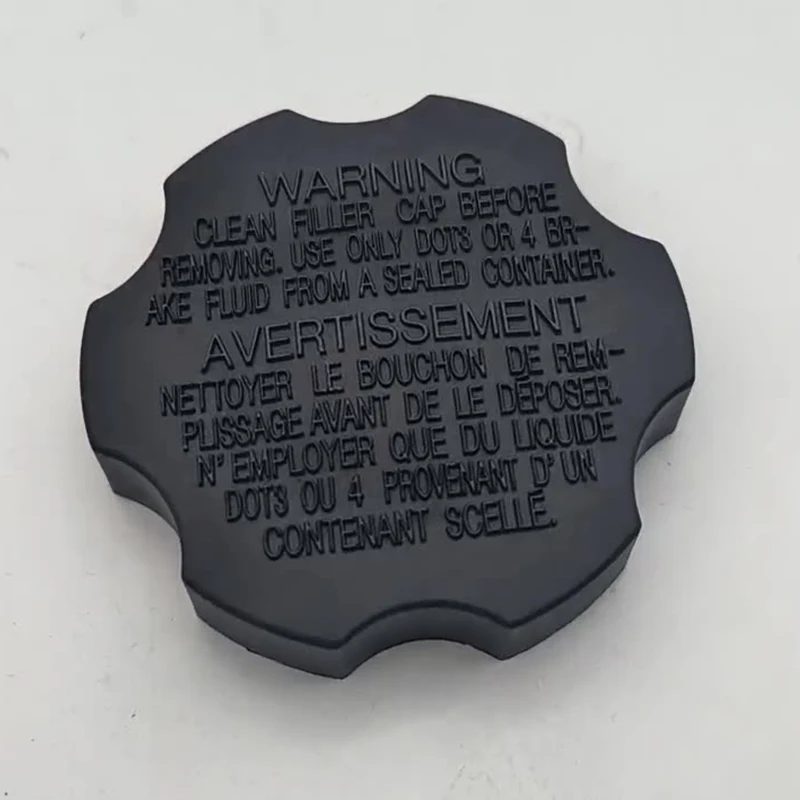 WARNING
CLEAN FILLER CAP BEFORE
REMOVING. USE ONLY DOT3 OR 4 BR-
AKE FLUID FROM A SEALED CONTAINER.
AVERTISSEMENT
NETTOYER LE BOUCHON DE REM-
PLISSAGE AVANT DE LE DÉPOSER.
N' EMPLOYER QUE DU LIQUIDE
DOT3 OU 4 PROVENANT D' UN
CONTENANT SCELLÉ.